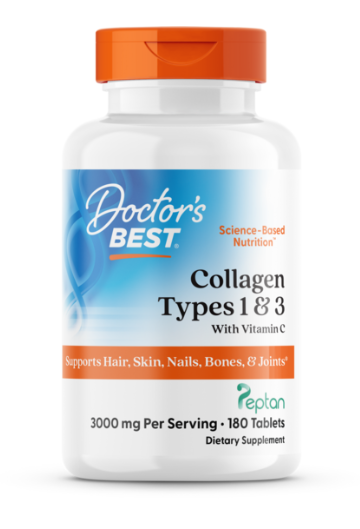 Doctor's
BEST®
Science-Based
Nutrition™
Collagen
Types 1 & 3
With Vitamin C
Supports Hair, Skin, Nails, Bones, & Joints*
Peptan
3000 mg Per Serving • 180 Tablets
Dietary Supplement